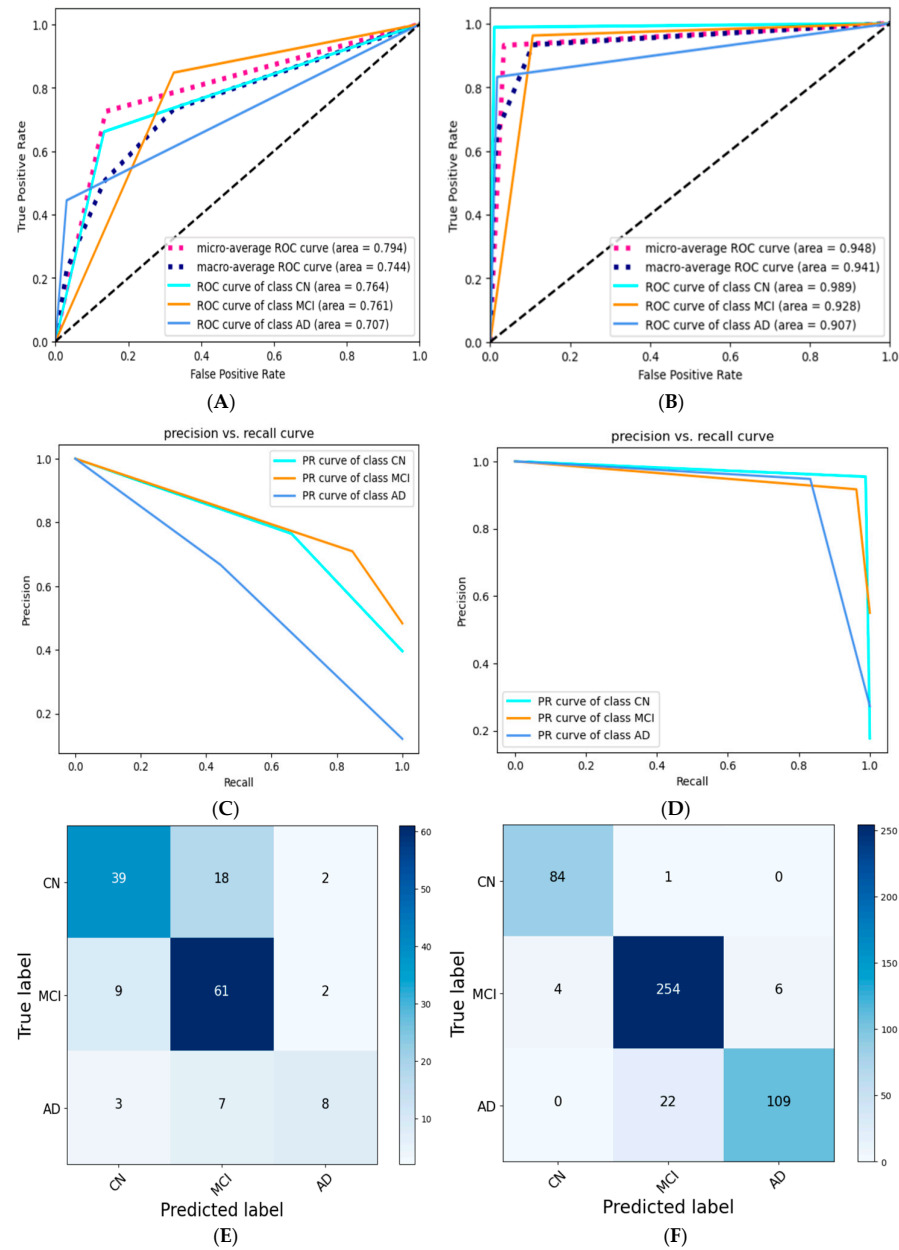 1.0
0.8
0.6
0.4
0.2
0.0
True Positive Rate
micro-average ROC curve (area = 0.794)
macro-average ROC curve (area = 0.744)
ROC curve of class CN (area = 0.764)
ROC curve of class MCI (area = 0.761)
ROC curve of class AD (area = 0.707)
0.0 0.2 0.4 0.6 0.8 1.0
False Positive Rate
(A)
1.0
0.8
0.6
0.4
0.2
0.0
True Positive Rate
micro-average ROC curve (area = 0.948)
macro-average ROC curve (area = 0.941)
ROC curve of class CN (area = 0.989)
ROC curve of class MCI (area = 0.928)
ROC curve of class AD (area = 0.907)
0.0 0.2 0.4 0.6 0.8 1.0
False Positive Rate
(B)
precision vs. recall curve
1.0
0.8
0.6
0.4
0.2
Precision
PR curve of class CN
PR curve of class MCI
PR curve of class AD
0.0 0.2 0.4 0.6 0.8 1.0
Recall
(C)
precision vs. recall curve
1.0
0.8
0.6
0.4
0.2
Precision
PR curve of class CN
PR curve of class MCI
PR curve of class AD
0.0 0.2 0.4 0.6 0.8 1.0
Recall
(D)
True label
CN 39 18 2
MCI 9 61 2
AD 3 7 8
CN MCI AD
Predicted label
60
50
40
30
20
10
(E)
True label
CN 84 1 0
MCI 4 254 6
AD 0 22 109
CN MCI AD
Predicted label
250
200
150
100
50
0
(F)